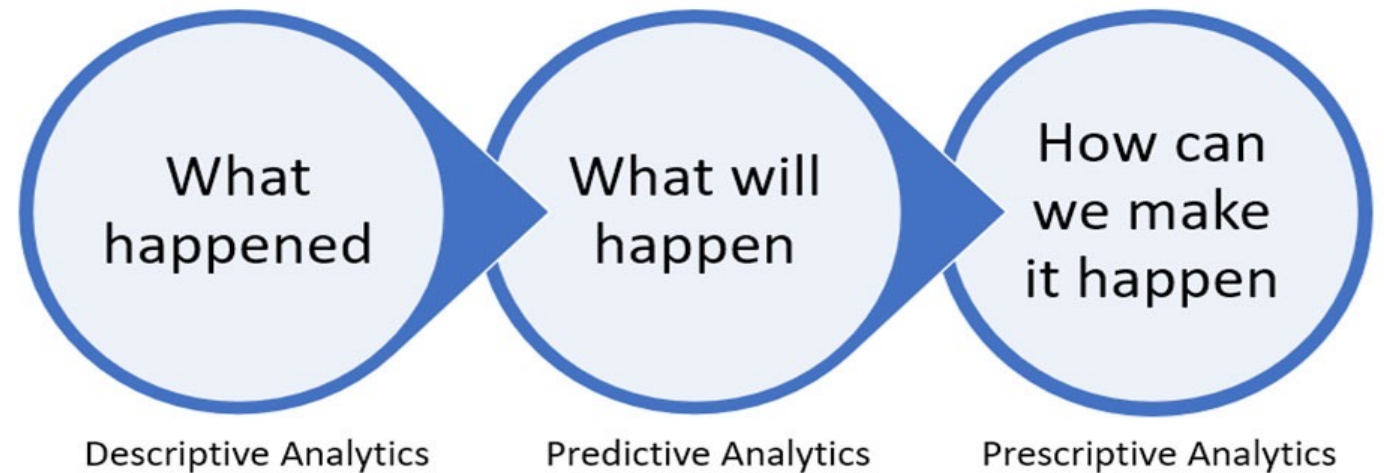 What
happened
What will
happen
How can
we make
it happen
Descriptive Analytics
Predictive Analytics
Prescriptive Analytics